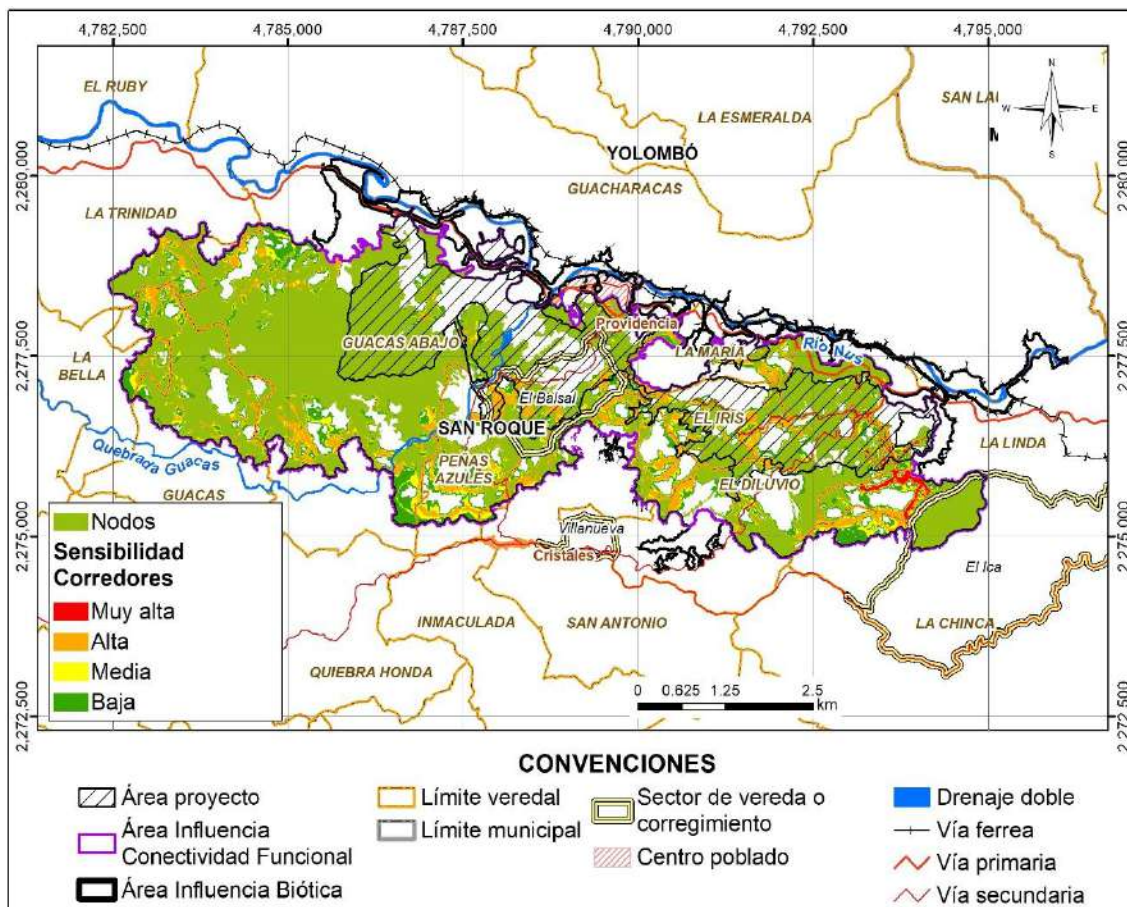 4,782,500
4,785,000
4,787,500
4,790,000
4,792,500
4,795,000
EL RUBY
LA ESMERALDA
N
W
E
S
YOLOMBÓ
2,280,000
2,280,000
GUACHARACAS
LA TRINIDAD
Providencia
GUACAS ABAJO
LA MARIA
Río Nus
2,277,500
2,277,500
LA
BELLA
El Balsal
EL IRIS
SAN ROQUE
LA LINDA
Quebrada Guacas
PEÑAS
AZULES
EL DILUVIO
GUACAS
Nodos
Sensibilidad
Corredores
Muy alta
Alta
Media
Baja
Villanueva
Cristales
2,275,000
2,275,000
El Ica
INMACULADA
SAN ANTONIO
LA CHINCA
QUIEBRA HONDA
0 0.625 1.25 2.5
km
2,272,500
2,272,500
CONVENCIONES
Área proyecto
Área Influencia
Conectividad Funcional
Área Influencia Biótica
Límite veredal
Límite municipal
Sector de vereda o
corregimiento
Centro poblado
Drenaje doble
Vía ferrea
Vía primaria
Vía secundaria